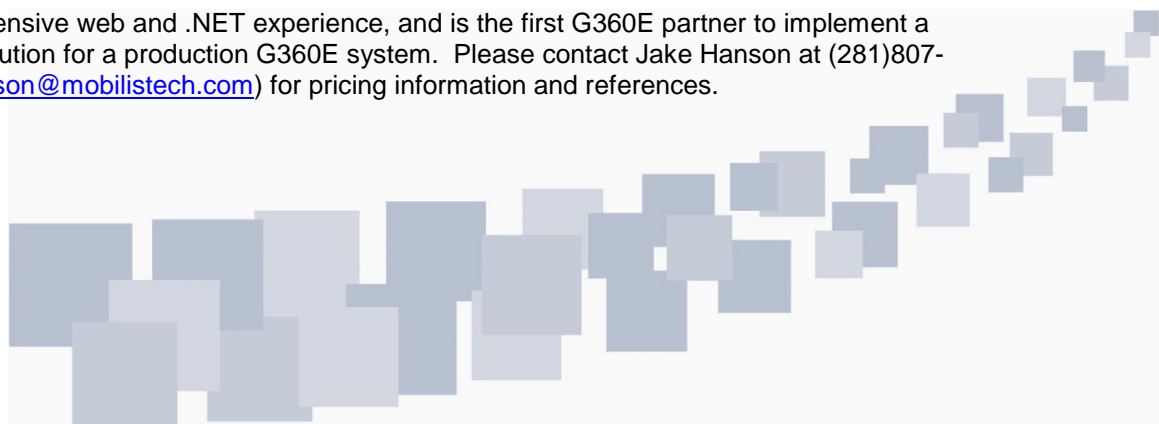 ensive web and .NET experience, and is the first G360E partner to implement a
ution for a production G360E system.  Please contact Jake Hanson at (281)807-
son@mobilistech.com) for pricing information and references.